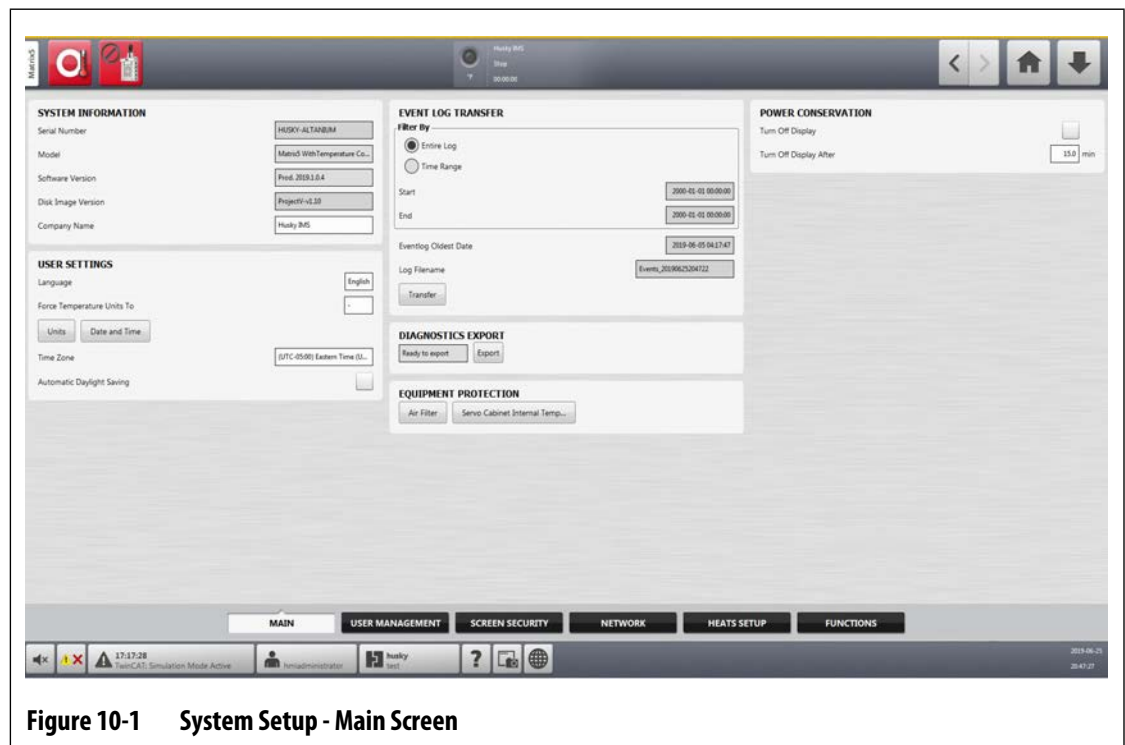 Matrix5
Husky IMS
Stop
00:00:00
SYSTEM INFORMATION
Serial Number
HUSKY-ALTANIUM
Model
Matrix5 WithTemperature Co...
Software Version
Prod. 2019.1.0.4
Disk Image Version
ProjectV-v1.10
Company Name
Husky IMS
USER SETTINGS
Language
English
Force Temperature Units To
-
Units
Date and Time
Time Zone
(UTC-05:00) Eastern Time (U...
Automatic Daylight Saving
EVENT LOG TRANSFER
Filter By
Entire Log
Time Range
Start
2000-01-01 00:00:00
End
2000-01-01 00:00:00
Eventlog Oldest Date
2019-06-05 04:17:47
Log Filename
Events_20190625204722
Transfer
DIAGNOSTICS EXPORT
Ready to export
Export
EQUIPMENT PROTECTION
Air Filter
Servo Cabinet Internal Temp...
POWER CONSERVATION
Turn Off Display
Turn Off Display After
15.0 min
MAIN
USER MANAGEMENT
SCREEN SECURITY
NETWORK
HEATS SETUP
FUNCTIONS
17:17:28
TwinCAT: Simulation Mode Active
hmiadministrator
husky
test
?
2019-06-25
20:47:27
Figure 10-1 System Setup - Main Screen